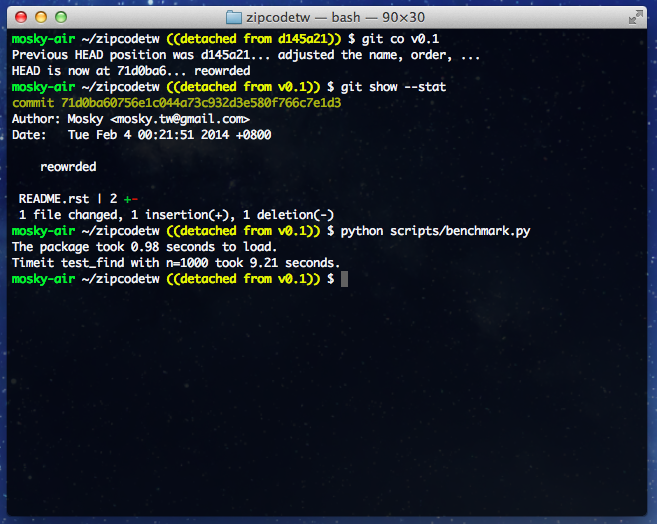 zipcodetw — bash — 90×30
mosky-air ~/zipcodetw ((detached from d145a21)) $ git co v0.1
Previous HEAD position was d145a21... adjusted the name, order, ...
HEAD is now at 71d0ba6... reowrded
mosky-air ~/zipcodetw ((detached from v0.1)) $ git show --stat
commit 71d0ba60756e1c044a73c932d3e580f766c7e1d3
Author: Mosky <mosky.tw@gmail.com>
Date:   Tue Feb 4 00:21:51 2014 +0800
    reowrded
 README.rst | 2 +-
 1 file changed, 1 insertion(+), 1 deletion(-)
mosky-air ~/zipcodetw ((detached from v0.1)) $ python scripts/benchmark.py
The package took 0.98 seconds to load.
Timeit test_find with n=1000 took 9.21 seconds.
mosky-air ~/zipcodetw ((detached from v0.1)) $